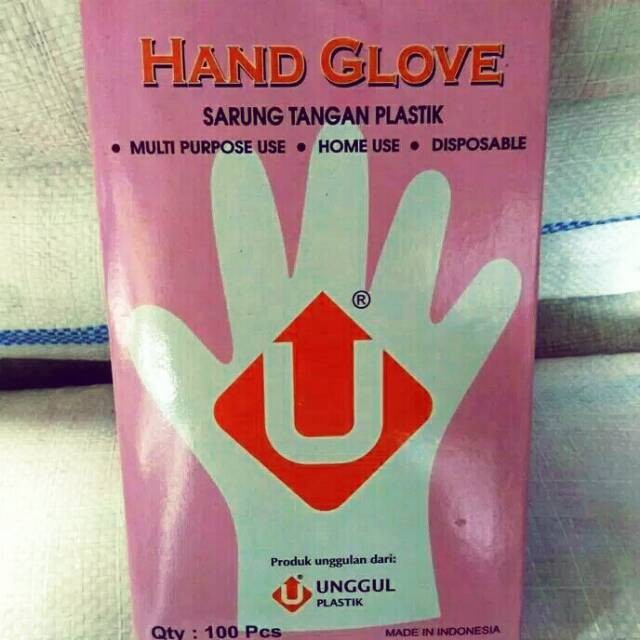 HAND GLOVE
SARUNG TANGAN PLASTIK
• MULTI PURPOSE USE • HOME USE • DISPOSABLE
®
U
Produk unggulan dari:
U® UNGGUL
PLASTIK
Qty : 100 Pcs MADE IN INDONESIA